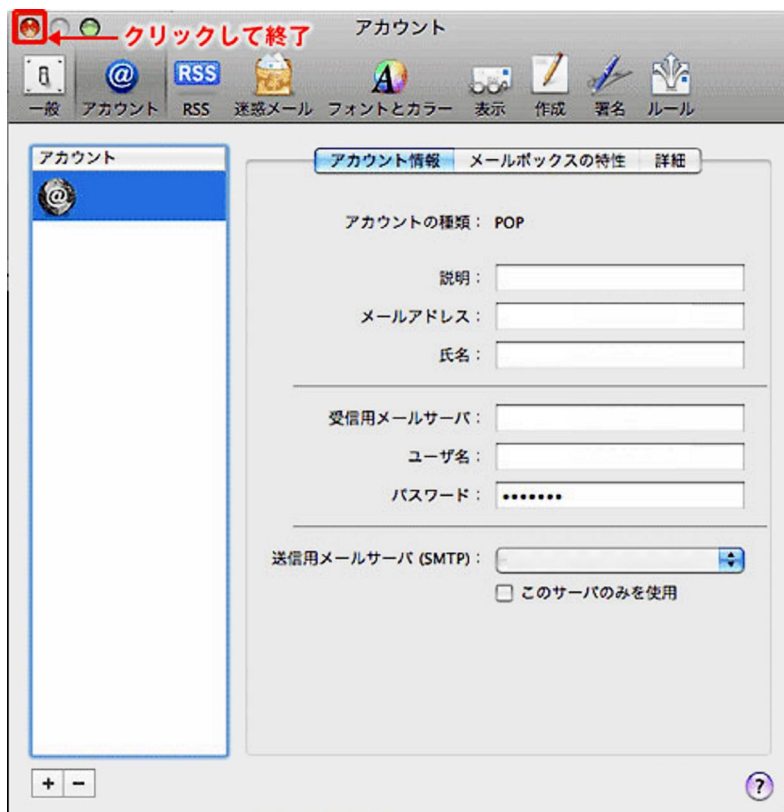 クリックして終了
アカウント
一般 アカウント RSS 迷惑メール フォントとカラー 表示 作成 署名 ルール
RSS
アカウント
アカウント情報 メールボックスの特性 詳細
アカウントの種類： POP
説明：
メールアドレス：
氏名：
受信用メールサーバ：
ユーザ名：
パスワード： •••••••
送信用メールサーバ (SMTP)：
このサーバのみを使用
+ − ?